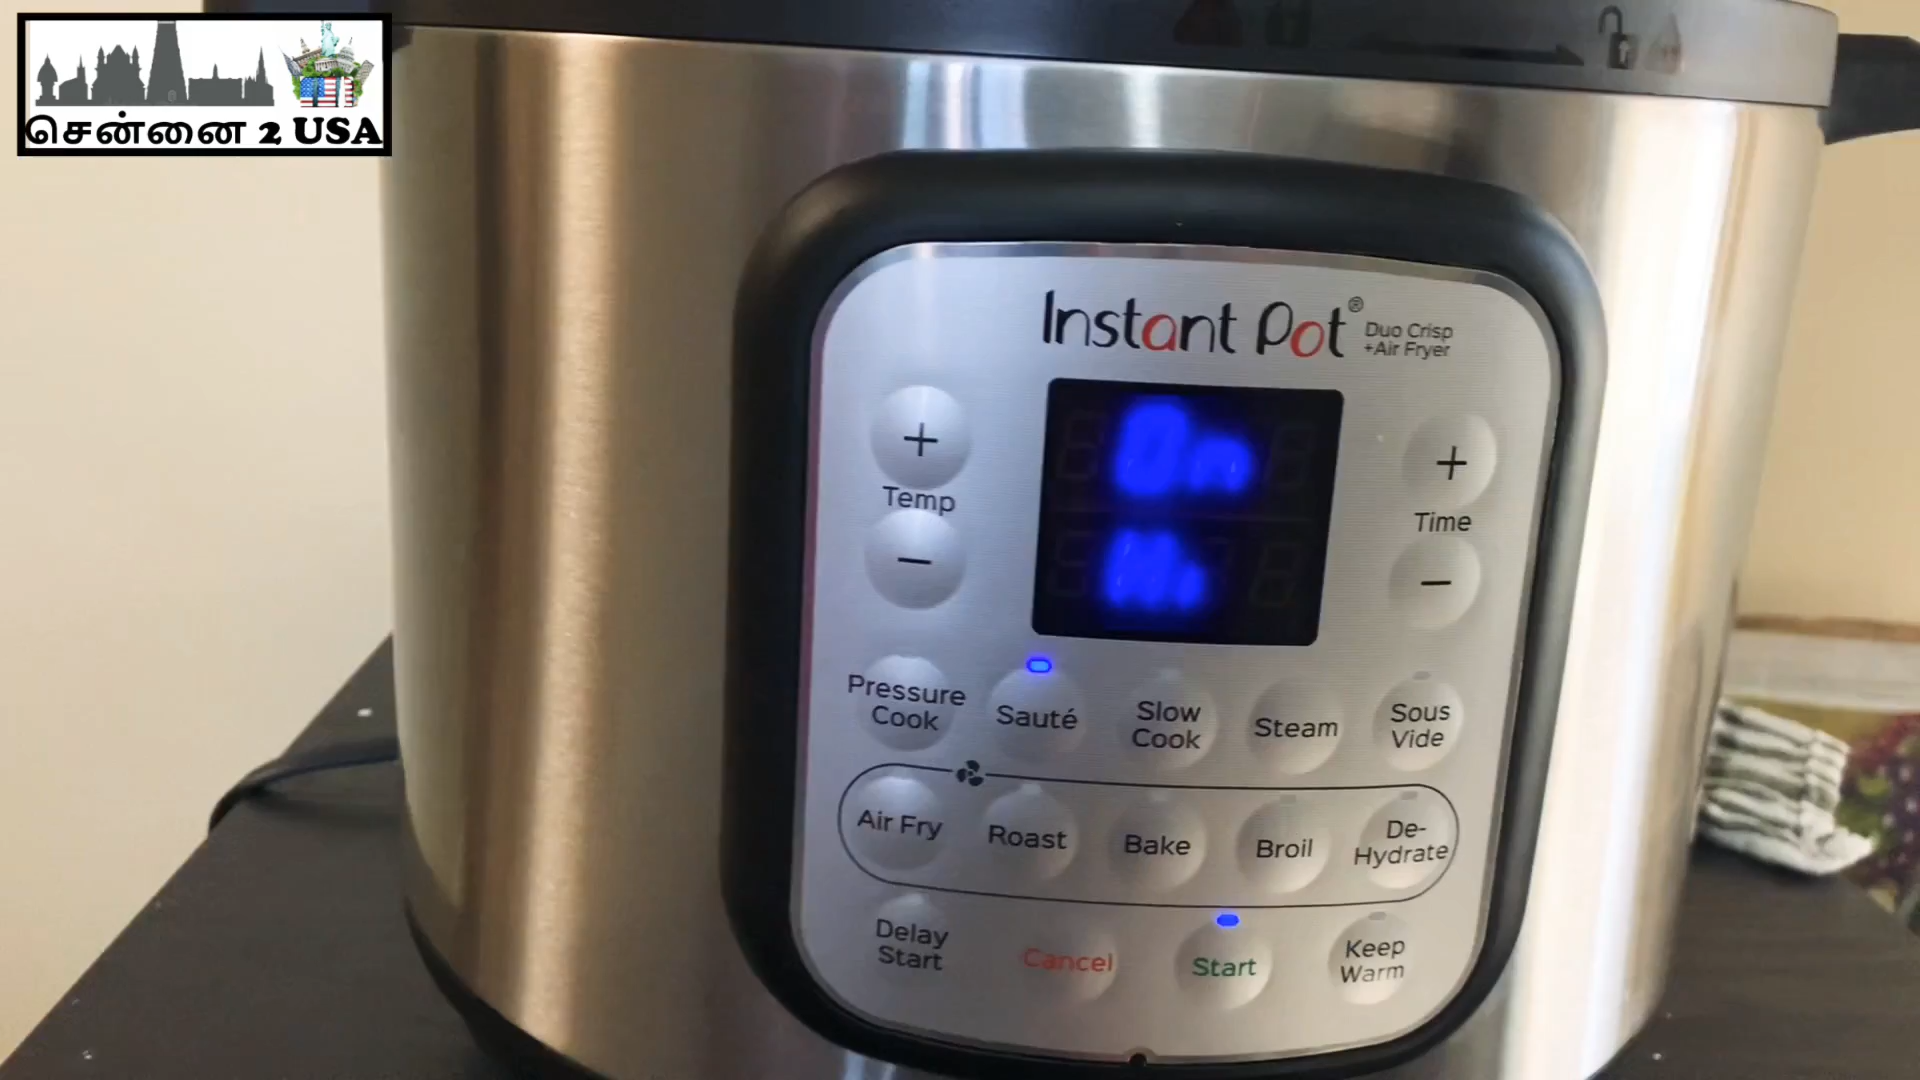 சென்னை 2 USA
Instant Pot®
Duo Crisp
+Air Fryer
+
+
Temp
Time
−
−
On
Pressure
Cook
Sauté
Slow
Cook
Steam
Sous
Vide
Air Fry
Roast
Bake
Broil
De-
Hydrate
Delay
Start
Cancel
Start
Keep
Warm